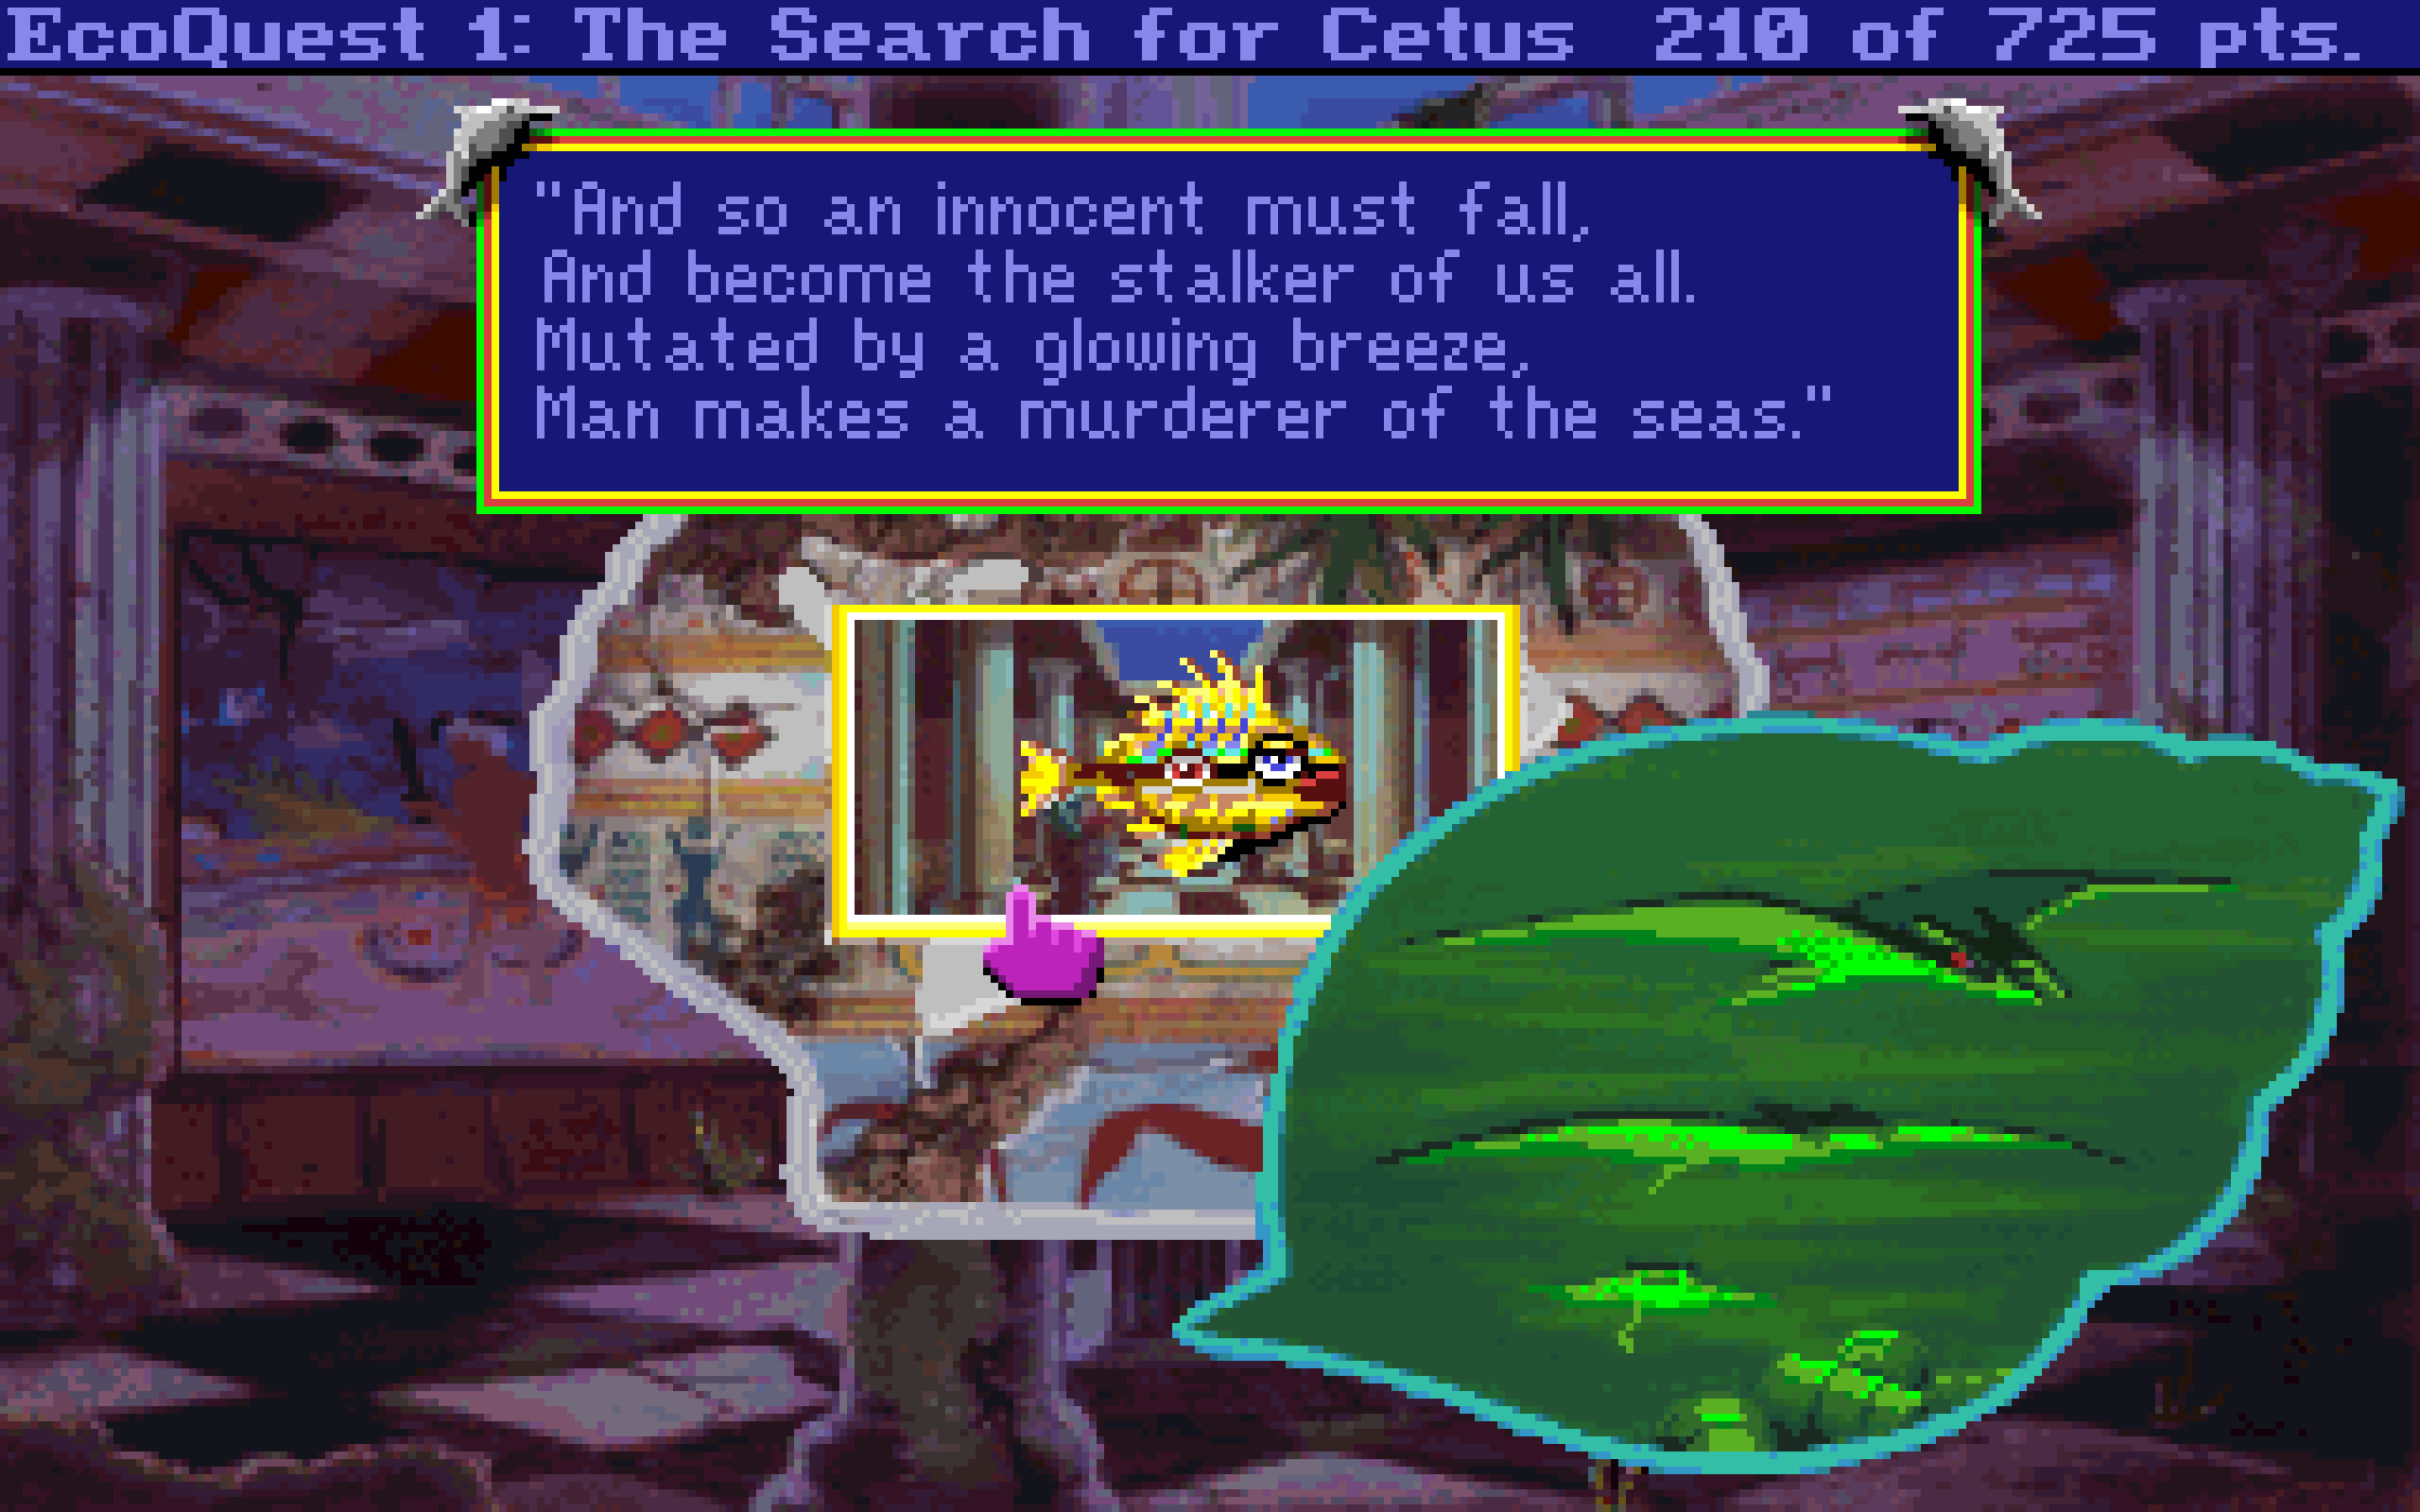 EcoQuest 1: The Search for Cetus 210 of 725 pts.
"And so an innocent must fall,
And become the stalker of us all.
Mutated by a glowing breeze,
Man makes a murderer of the seas."